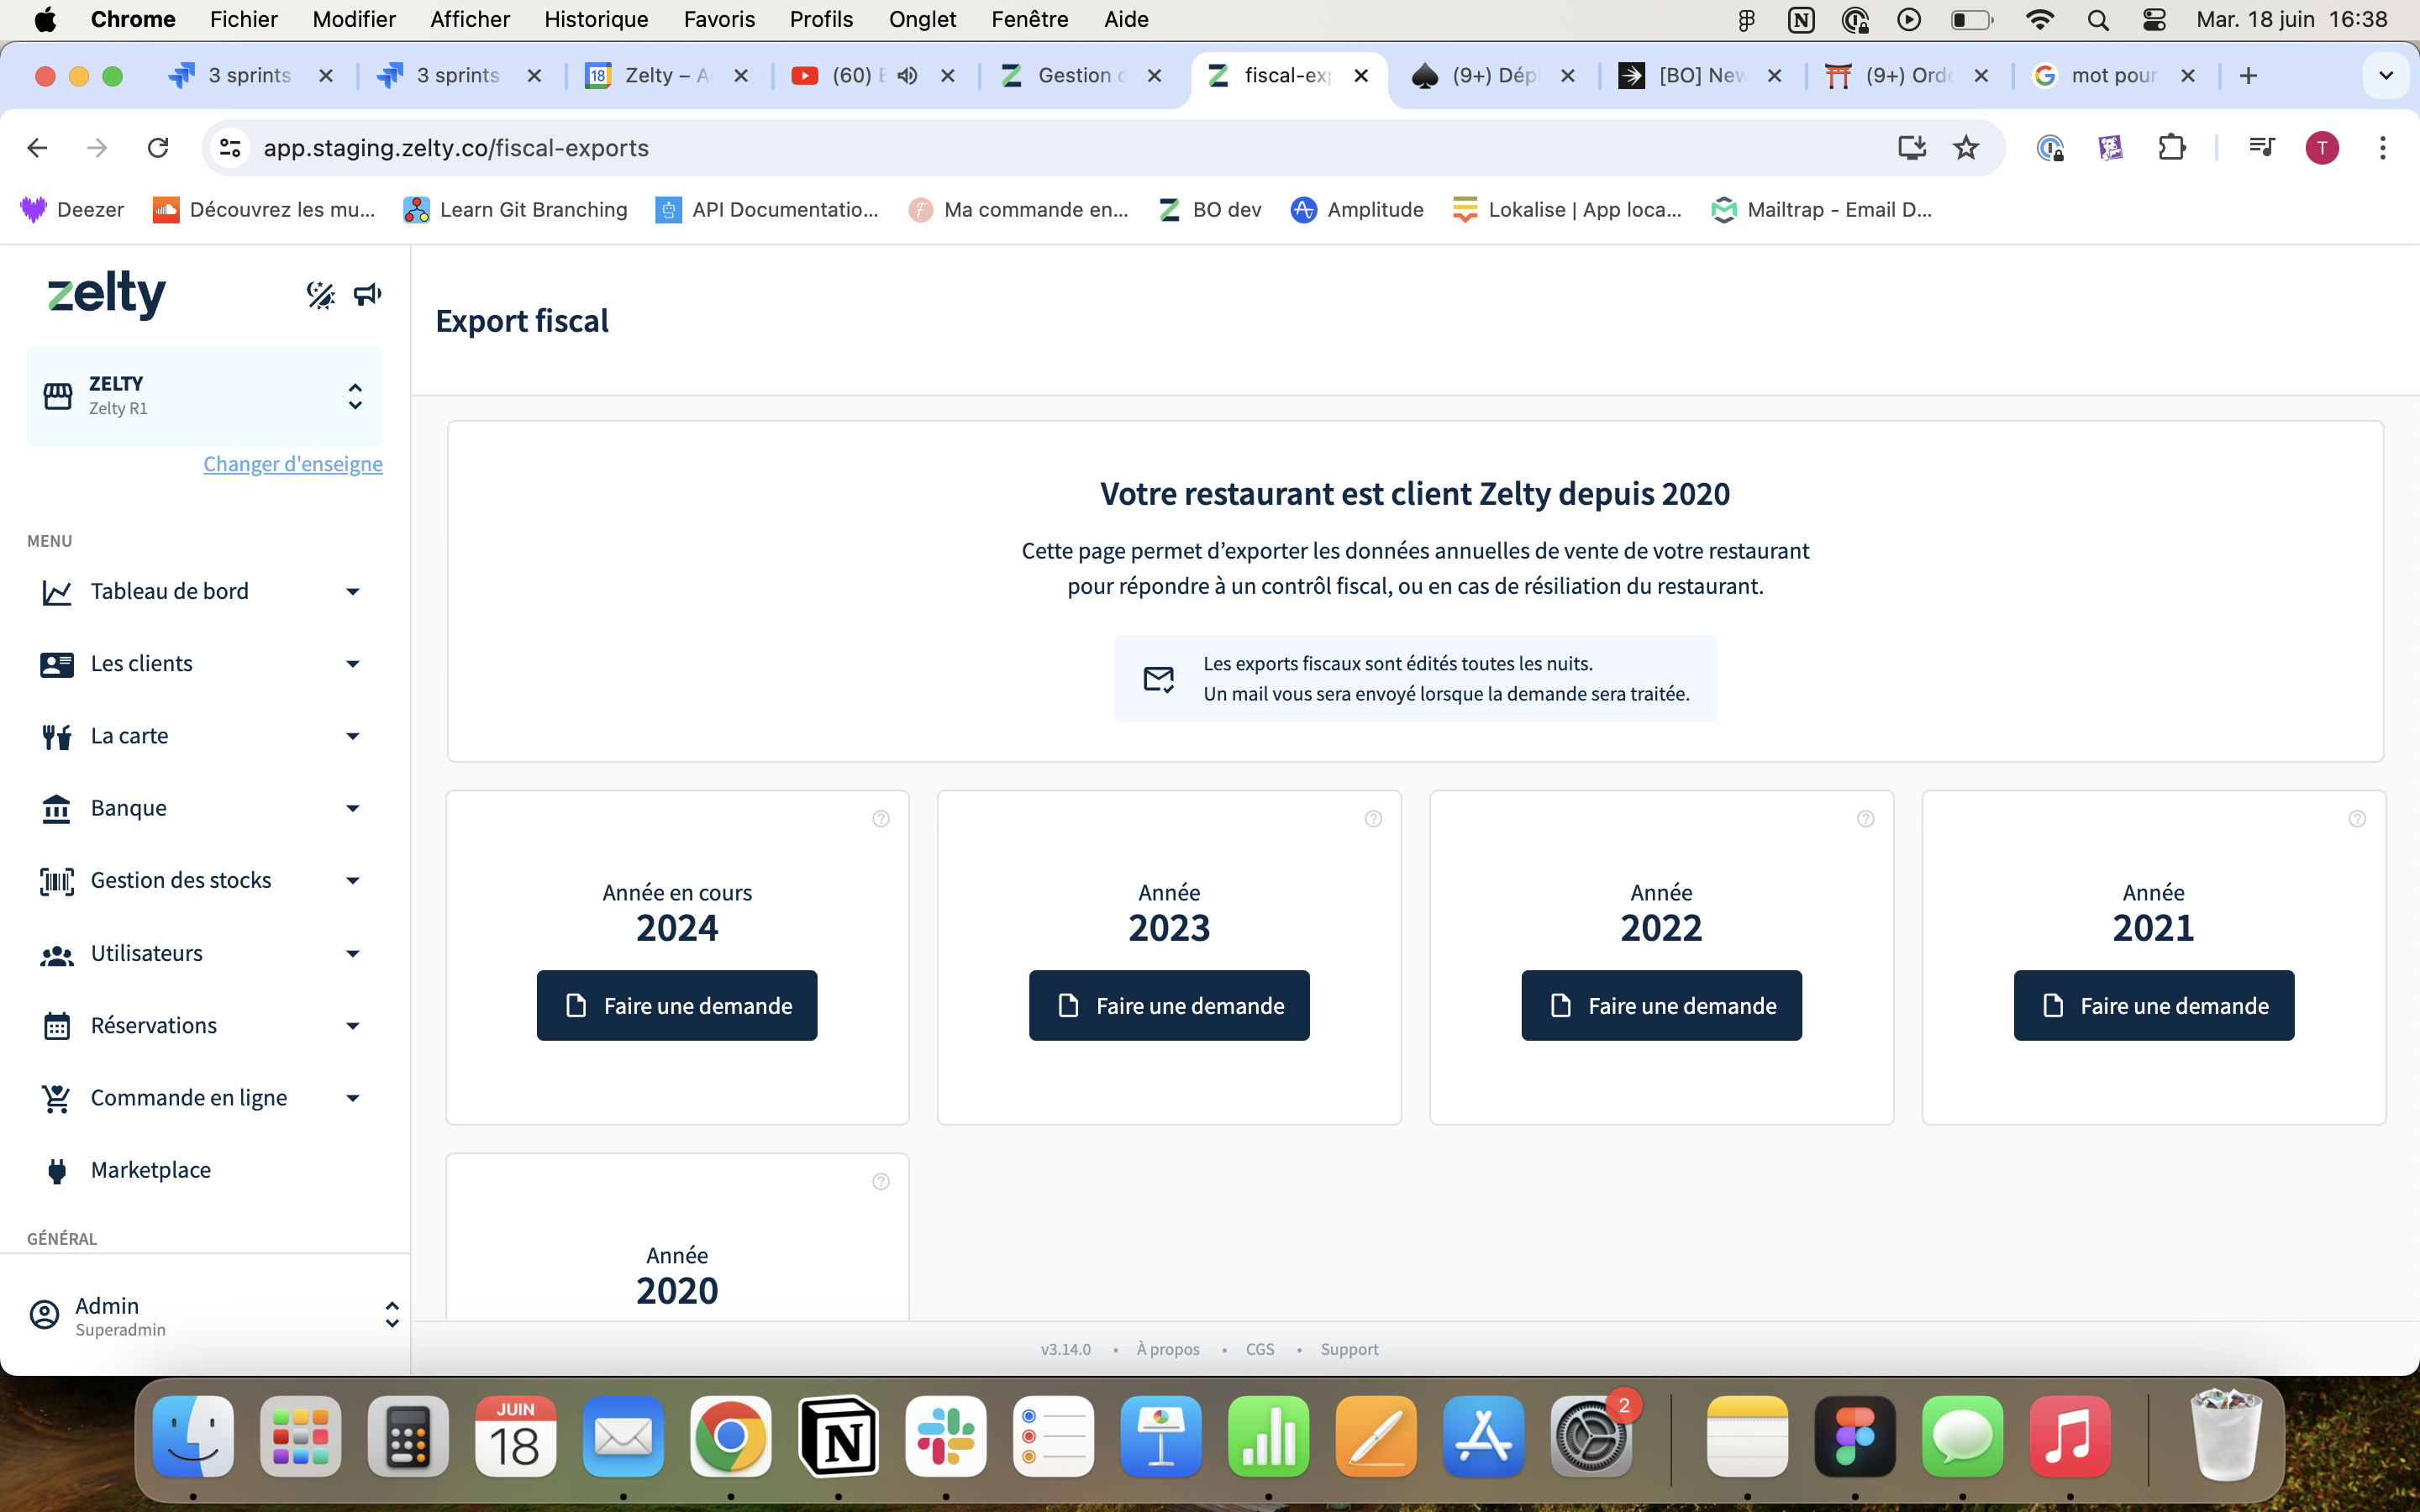 Chrome Fichier Modifier Afficher Historique Favoris Profils Onglet Fenêtre Aide Mar. 18 juin 16:38
3 sprints 3 sprints 18 Zelty – A (60) E Gestion fiscal-exp (9+) Dép [BO] New (9+) Orde mot pour
app.staging.zelty.co/fiscal-exports T
Deezer Découvrez les mu... Learn Git Branching API Documentatio... Ma commande en... BO dev Amplitude Lokalise | App loca... Mailtrap - Email D...
zelty
ZELTY
Zelty R1
Changer d'enseigne
MENU
Tableau de bord
Les clients
La carte
Banque
Gestion des stocks
Utilisateurs
Réservations
Commande en ligne
Marketplace
GÉNÉRAL
Admin
Superadmin
Export fiscal
Votre restaurant est client Zelty depuis 2020
Cette page permet d’exporter les données annuelles de vente de votre restaurant
pour répondre à un contrôl fiscal, ou en cas de résiliation du restaurant.
Les exports fiscaux sont édités toutes les nuits.
Un mail vous sera envoyé lorsque la demande sera traitée.
Année en cours
2024
Faire une demande
Année
2023
Faire une demande
Année
2022
Faire une demande
Année
2021
Faire une demande
Année
2020
v3.14.0 • À propos • CGS • Support
JUIN
18
2